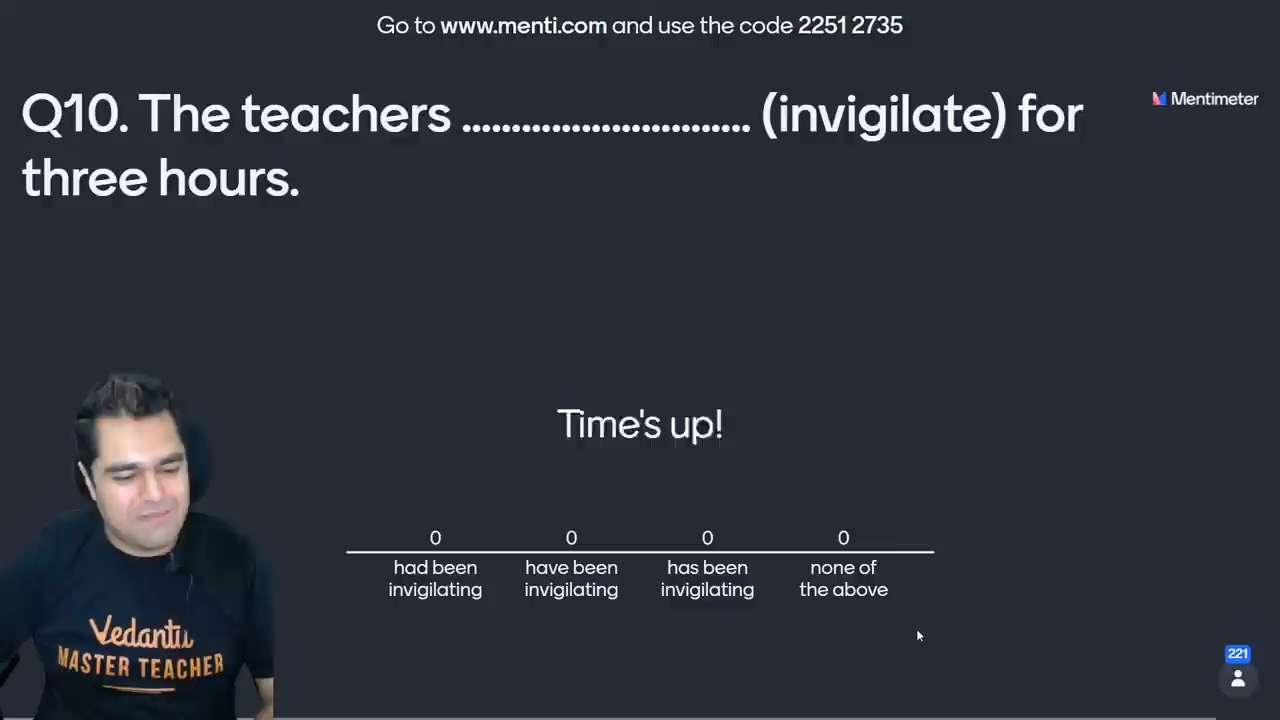 Go to www.menti.com and use the code 2251 2735
Mentimeter
Q10. The teachers ............................. (invigilate) for
three hours.
Time's up!
0 0 0 0
had been have been has been none of
invigilating invigilating invigilating the above
Vedantu
MASTER TEACHER
221